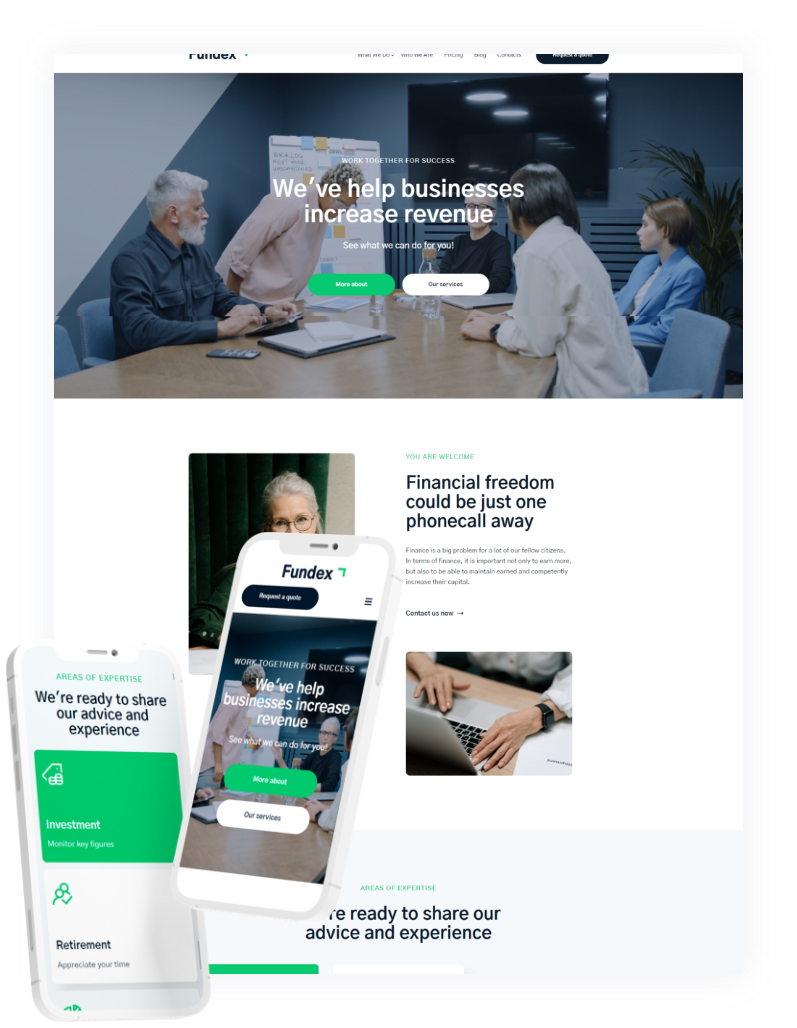 Fundex
What We Do
Who We Are
Pricing
Blog
Contacts
Request a quote
WORK TOGETHER FOR SUCCESS
We've help businesses
increase revenue
See what we can do for you!
More about
Our services
YOU ARE WELCOME
Financial freedom
could be just one
phonecall away
Finance is a big problem for a lot of our fellow citizens.
In terms of finance, it is important not only to earn more,
but also to be able to maintain earned and competently
increase their capital.
Contact us now →
Fundex
Request a quote
WORK TOGETHER FOR SUCCESS
We've help
businesses increase
revenue
See what we can do for you!
More about
Our services
AREAS OF EXPERTISE
We're ready to share
our advice and
experience
Investment
Monitor key figures
Retirement
Appreciate your time
AREAS OF EXPERTISE
're ready to share our
advice and experience